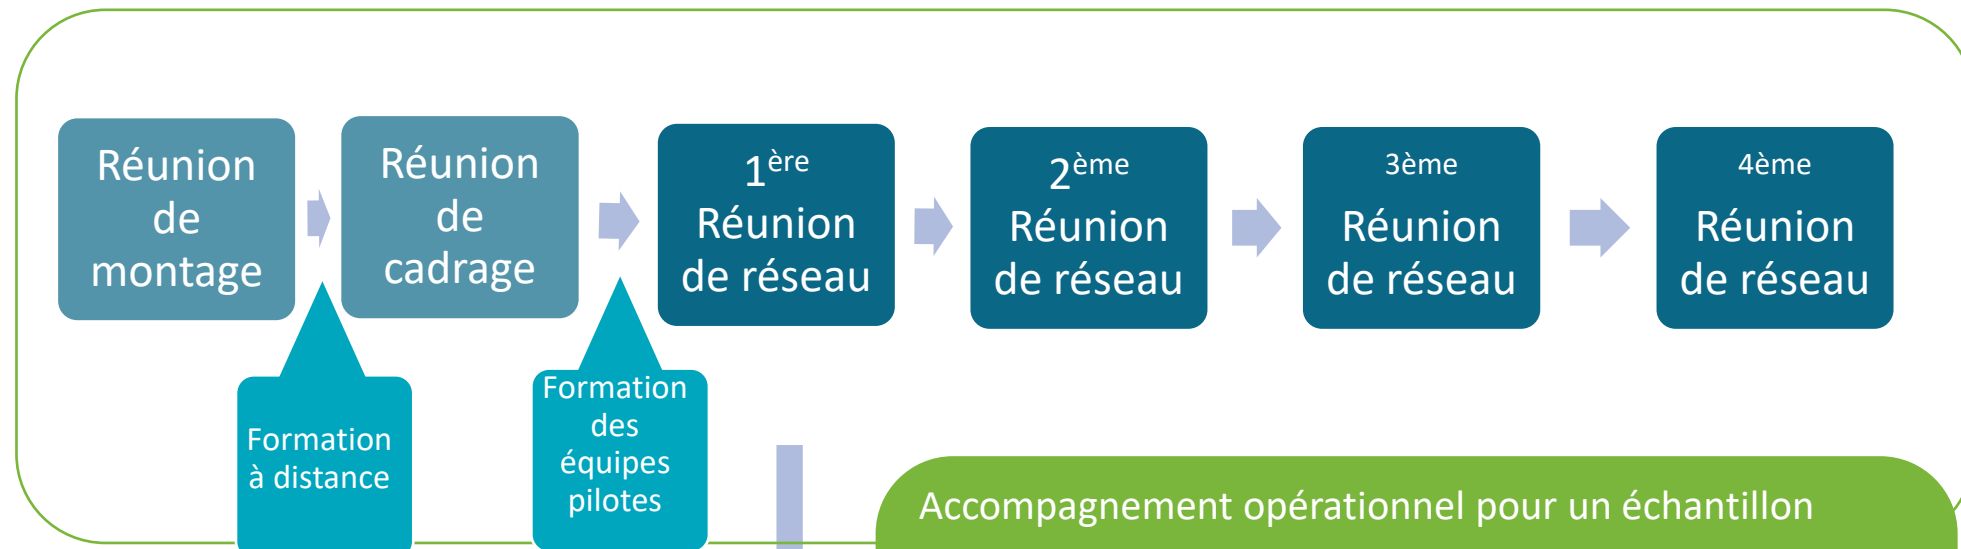 Réunion
de
montage
Réunion
de
cadrage
1ère
Réunion
de réseau
2ème
Réunion
de réseau
3ème
Réunion
de réseau
4ème
Réunion
de réseau
Formation
à distance
Formation
des
équipes
pilotes
Accompagnement opérationnel pour un échantillon